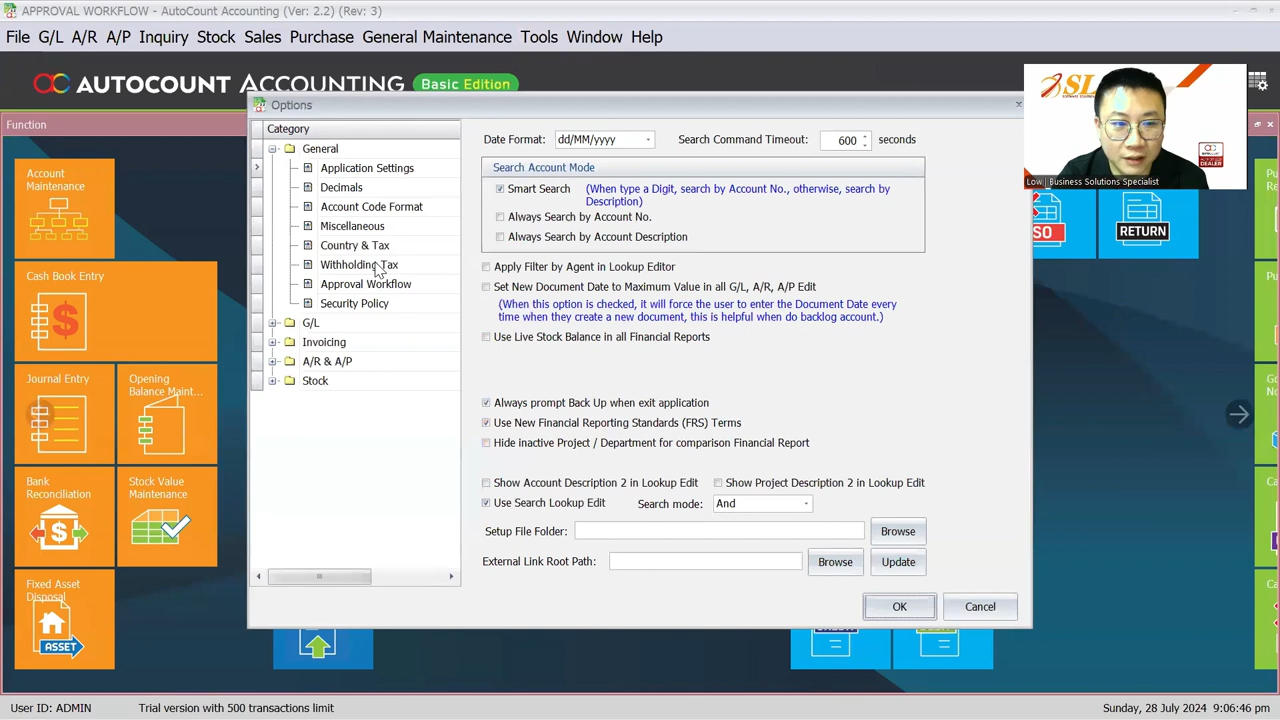 APPROVAL WORKFLOW - AutoCount Accounting (Ver: 2.2) (Rev: 3)
File G/L A/R A/P Inquiry Stock Sales Purchase General Maintenance Tools Window Help
AUTOCOUNT ACCOUNTING Basic Edition
Function
Account
Maintenance
Cash Book Entry
Journal Entry
Opening
Balance Maint...
Bank
Reconciliation
Stock Value
Maintenance
Fixed Asset
Disposal
ASSET
Options
Category
General
Application Settings
Decimals
Account Code Format
Miscellaneous
Country & Tax
Withholding Tax
Approval Workflow
Security Policy
G/L
Invoicing
A/R & A/P
Stock
Date Format: dd/MM/yyyy Search Command Timeout: 600 seconds
Search Account Mode
Smart Search (When type a Digit, search by Account No., otherwise, search by
Description)
Always Search by Account No.
Always Search by Account Description
Apply Filter by Agent in Lookup Editor
Set New Document Date to Maximum Value in all G/L, A/R, A/P Edit
(When this option is checked, it will force the user to enter the Document Date every
time when they create a new document, this is helpful when do backlog account.)
Use Live Stock Balance in all Financial Reports
Always prompt Back Up when exit application
Use New Financial Reporting Standards (FRS) Terms
Hide inactive Project / Department for comparison Financial Report
Show Account Description 2 in Lookup Edit Show Project Description 2 in Lookup Edit
Use Search Lookup Edit Search mode: And
Setup File Folder: Browse
External Link Root Path: Browse Update
OK Cancel
SL
Low | Business Solutions Specialist
SO
RETURN
User ID: ADMIN Trial version with 500 transactions limit Sunday, 28 July 2024 9:06:46 pm